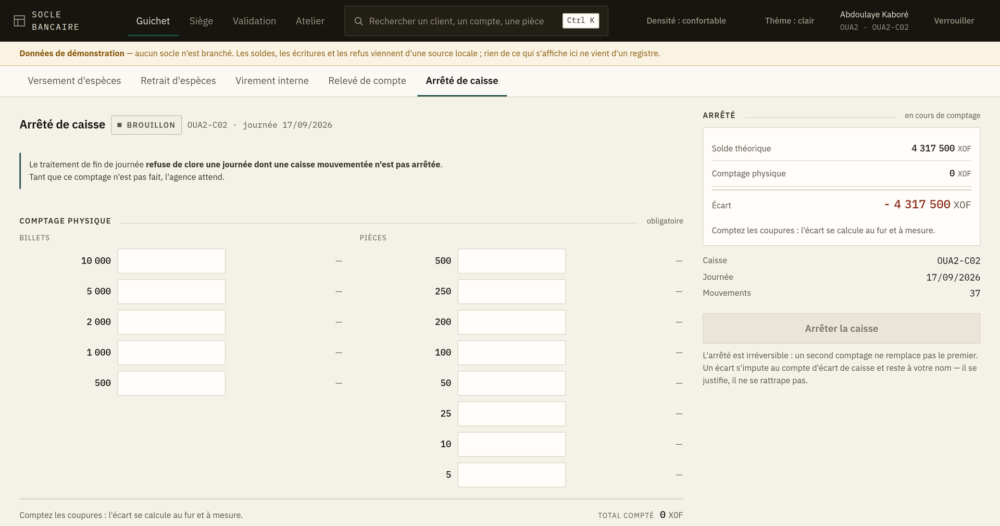 SOCLE
BANCAIRE
Guichet
Siège
Validation
Atelier
Rechercher un client, un compte, une pièce
Ctrl K
Densité : confortable
Thème : clair
Abdoulaye Kaboré
OUA2 · OUA2-C02
Verrouiller
Données de démonstration — aucun socle n'est branché. Les soldes, les écritures et les refus viennent d'une source locale ; rien de ce qui s'affiche ici ne vient d'un registre.
Versement d'espèces
Retrait d'espèces
Virement interne
Relevé de compte
Arrêté de caisse
Arrêté de caisse
BROUILLON
OUA2-C02 · journée 17/09/2026
Le traitement de fin de journée refuse de clore une journée dont une caisse mouvementée n'est pas arrêtée.
Tant que ce comptage n'est pas fait, l'agence attend.
COMPTAGE PHYSIQUE
obligatoire
BILLETS
10 000 —
5 000 —
2 000 —
1 000 —
500 —
PIÈCES
500 —
250 —
200 —
100 —
50 —
25 —
10 —
5 —
Comptez les coupures : l'écart se calcule au fur et à mesure.
TOTAL COMPTÉ 0 XOF
ARRÊTÉ
en cours de comptage
Solde théorique 4 317 500 XOF
Comptage physique 0 XOF
Écart - 4 317 500 XOF
Comptez les coupures : l'écart se calcule au fur et à mesure.
Caisse OUA2-C02
Journée 17/09/2026
Mouvements 37
Arrêter la caisse
L'arrêté est irréversible : un second comptage ne remplace pas le premier.
Un écart s'impute au compte d'écart de caisse et reste à votre nom — il se
justifie, il ne se rattrape pas.